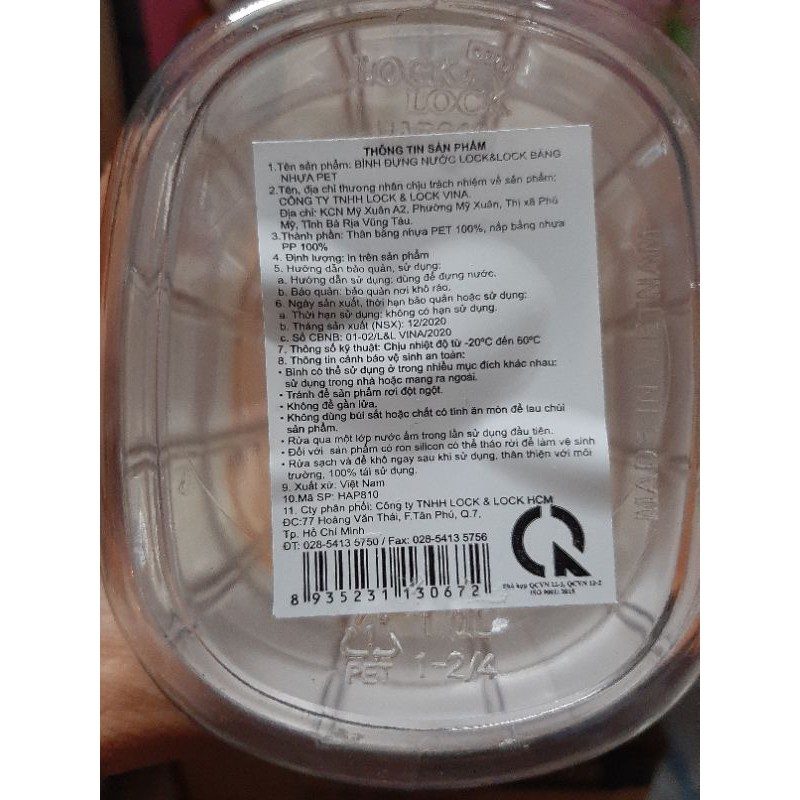 LOCK&
LOCK
THÔNG TIN SẢN PHẨM
1.Tên sản phẩm: BÌNH ĐỰNG NƯỚC LOCK&LOCK BẰNG
NHỰA PET
2.Tên, địa chỉ thương nhân chịu trách nhiệm về sản phẩm:
CÔNG TY TNHH LOCK & LOCK VINA.
Địa chỉ: KCN Mỹ Xuân A2, Phường Mỹ Xuân, Thị xã Phú
Mỹ, Tỉnh Bà Rịa Vũng Tàu.
3.Thành phần: Thân bằng nhựa PET 100%, nắp bằng nhựa
PP 100%
4. Định lượng: in trên sản phẩm
5. Hướng dẫn bảo quản, sử dụng:
a. Hướng dẫn sử dụng: dùng để đựng nước.
b. Bảo quản: bảo quản nơi khô ráo.
6. Ngày sản xuất, thời hạn bảo quản hoặc sử dụng:
a. Thời hạn sử dụng: không có hạn sử dụng.
b. Tháng sản xuất (NSX): 12/2020
c. Số CBNB: 01-02/L&L VINA/2020
7. Thông số kỹ thuật: Chịu nhiệt độ từ -20ºC đến 60ºC
8. Thông tin cảnh báo vệ sinh an toàn:
• Bình có thể sử dụng ở trong nhiều mục đích khác nhau:
sử dụng trong nhà hoặc mang ra ngoài.
• Tránh để sản phẩm rơi đột ngột.
• Không để gần lửa.
• Không dùng bùi sắt hoặc chất có tính ăn mòn để lau chùi
sản phẩm.
• Rửa qua một lớp nước ấm trong lần sử dụng đầu tiên.
• Đối với sản phẩm có ron silicon có thể tháo rời để làm vệ sinh
• Rửa sạch và để khô ngay sau khi sử dụng, thân thiện với môi
trường, 100% tái sử dụng.
9. Xuất xứ: Việt Nam
10.Mã SP: HAP810
11. Cty phân phối: Công ty TNHH LOCK & LOCK HCM
ĐC:77 Hoàng Văn Thái, F.Tân Phú, Q.7,
Tp. Hồ Chí Minh
ĐT: 028-5413 5750 / Fax: 028-5413 5756
8 935231 130672
Phù hợp QCVN 12-1, QCVN 12-2
ISO 9001: 2015
MADE IN VIETNAM
1
PET 1-2/4